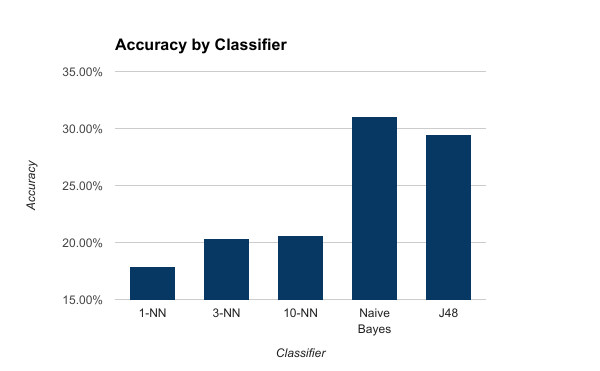 Accuracy by Classifier
35.00%
30.00%
25.00%
20.00%
15.00%
Accuracy
1-NN
3-NN
10-NN
Naive
Bayes
J48
Classifier